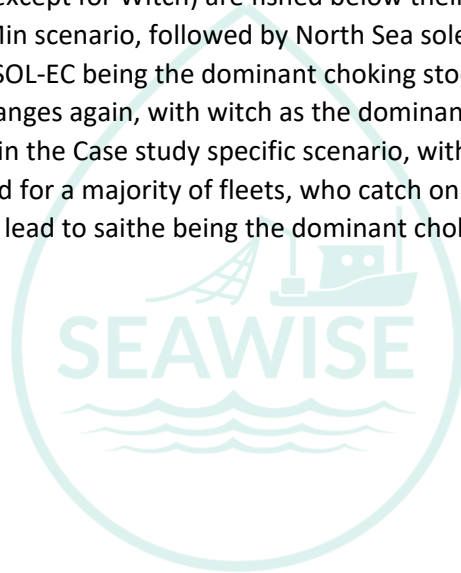 except for Witch) are fished below their
Min scenario, followed by North Sea sole
SOL-EC being the dominant choking sto
anges again, with witch as the dominant
in the Case study specific scenario, with
d for a majority of fleets, who catch on
lead to saithe being the dominant chok
SEAWISE